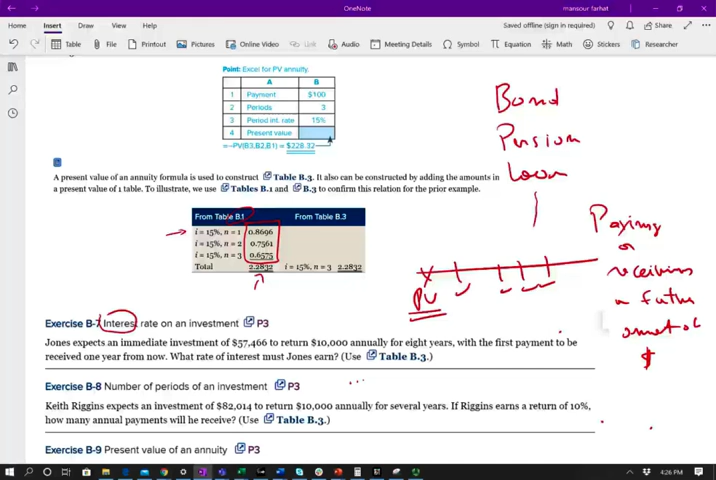 OneNote
mansour farhat
Home Insert Draw View Help
Saved offline (sign in required) Share
Table File Printout Pictures Online Video Link Audio Meeting Details Symbol Equation Math Stickers Researcher
Point: Excel for PV annuity.
A B
1 Payment $100
2 Periods 3
3 Period int. rate 15%
4 Present value
=−PV(B3,B2,B1) = $228.32
A present value of an annuity formula is used to construct Table B.3. It also can be constructed by adding the amounts in
a present value of 1 table. To illustrate, we use Tables B.1 and B.3 to confirm this relation for the prior example.
From Table B.1 From Table B.3
i = 15%, n = 1 0.8696
i = 15%, n = 2 0.7561
i = 15%, n = 3 0.6575
Total 2.2832 i = 15%, n = 3 2.2832
Bond
Pension
Loan
PV
Paying
or
receiving
$
Exercise B-7 Interest rate on an investment P3
Jones expects an immediate investment of $57,466 to return $10,000 annually for eight years, with the first payment to be
received one year from now. What rate of interest must Jones earn? (Use Table B.3.)
Exercise B-8 Number of periods of an investment P3
Keith Riggins expects an investment of $82,014 to return $10,000 annually for several years. If Riggins earns a return of 10%,
how many annual payments will he receive? (Use Table B.3.)
Exercise B-9 Present value of an annuity P3
4:26 PM